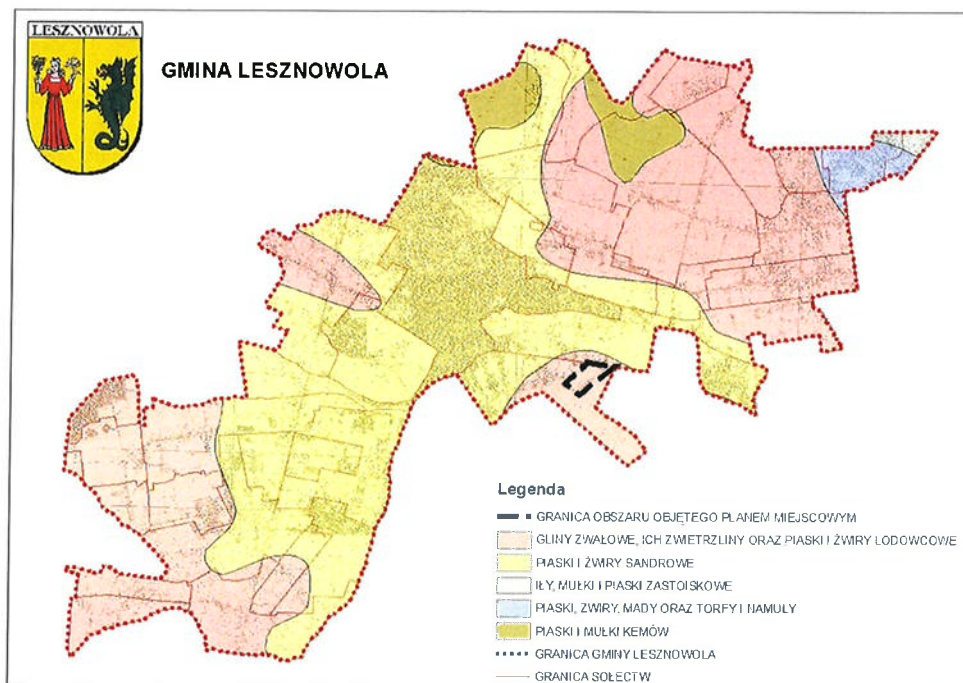 LESZNOWOLA
GMINA LESZNOWOLA
Legenda
GRANICA OBSZARU OBJĘTEGO PLANEM MIEJSCOWYM
GLINY ZWAŁOWE, ICH ZWIETRZLINY ORAZ PIASKI I ŻWIRY LODOWCOWE
PIASKI I ŻWIRY SANDROWE
IŁY, MUŁKI I PIASKI ZASTOISKOWE
PIASKI, ŻWIRY, MADY ORAZ TORFY I NAMUŁY
PIASKI I MUŁKI KEMÓW
GRANICA GMINY LESZNOWOLA
GRANICA SOŁECTW